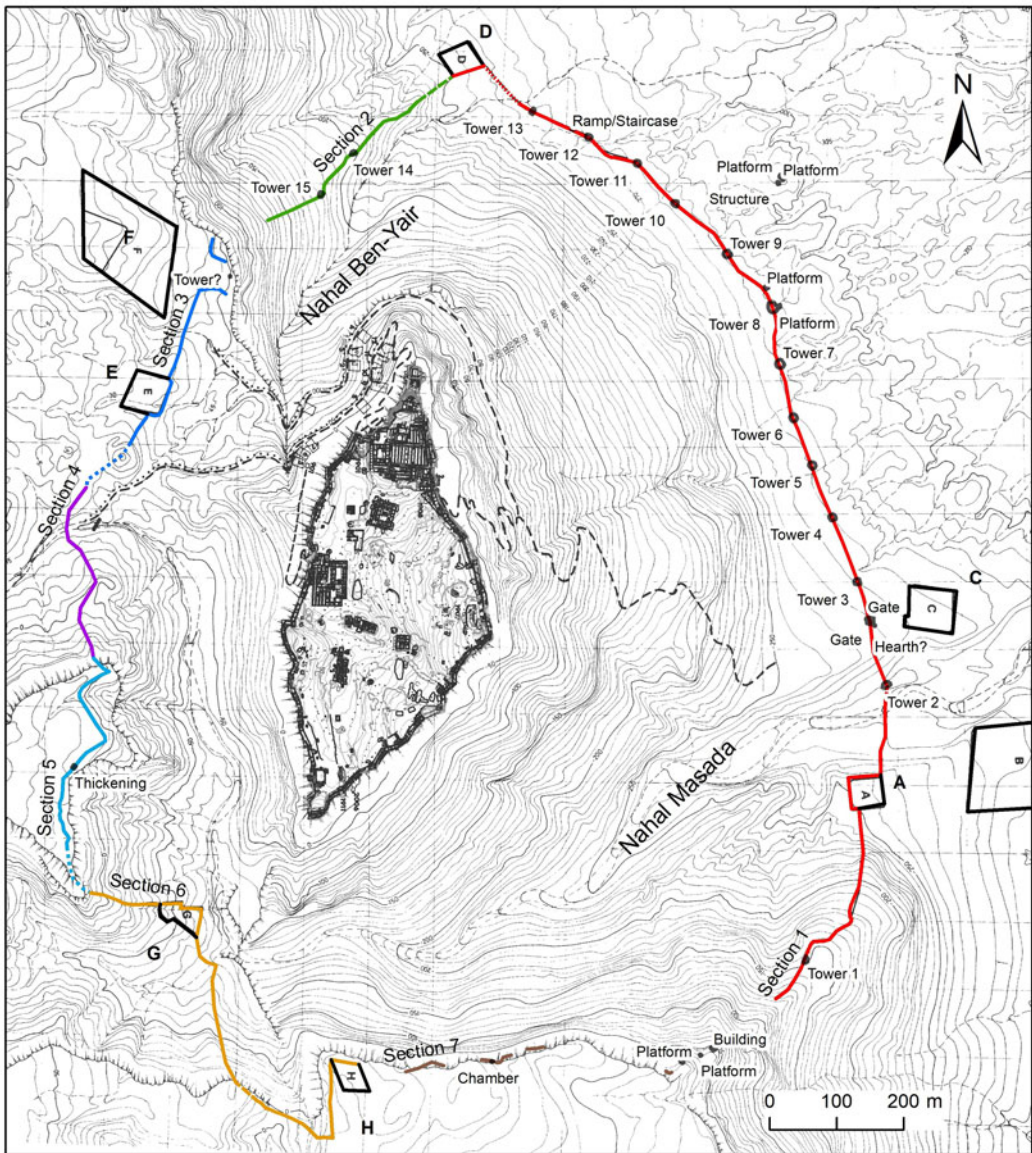 D
D
N
Section 2
Ramp/Staircase
Tower 13
Tower 12
Tower 14
Tower 11
Platform
Platform
Tower 15
Structure
Tower 10
Nahal Ben-Yair
F
F
Tower 9
Tower?
Platform
Section 3
Tower 8
Platform
Tower 7
E
E
Tower 6
Tower 5
Section 4
Tower 4
C
C
Tower 3
Gate
Gate
Hearth?
Tower 2
B
Nahal Masada
Thickening
A
A
Section 5
Section 6
G
G
Section 1
Tower 1
Section 7
Building
Platform
Platform
Chamber
H
H
0
100
200 m